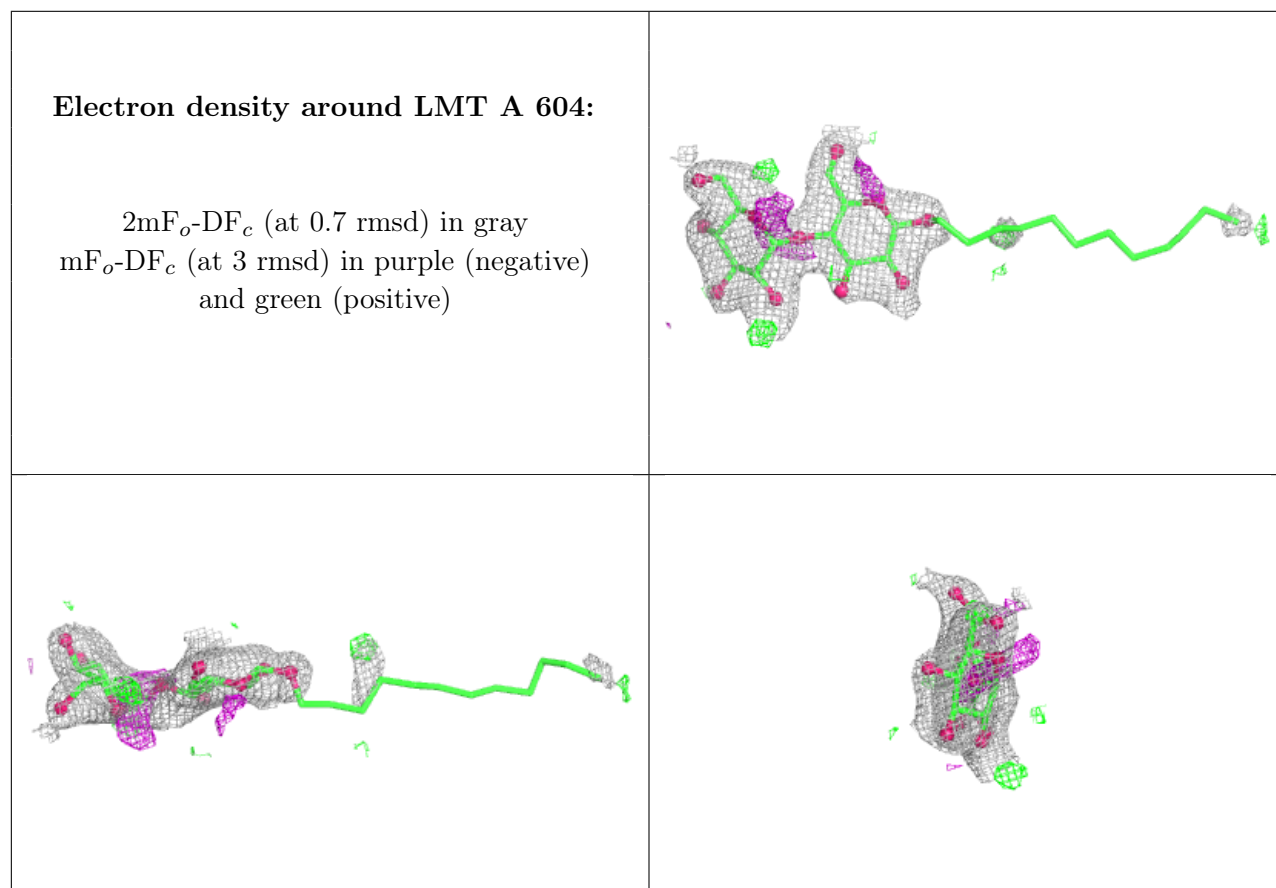 Electron density around LMT A 604:
2mFₒ-DF𝒸 (at 0.7 rmsd) in gray
mFₒ-DF𝒸 (at 3 rmsd) in purple (negative)
and green (positive)